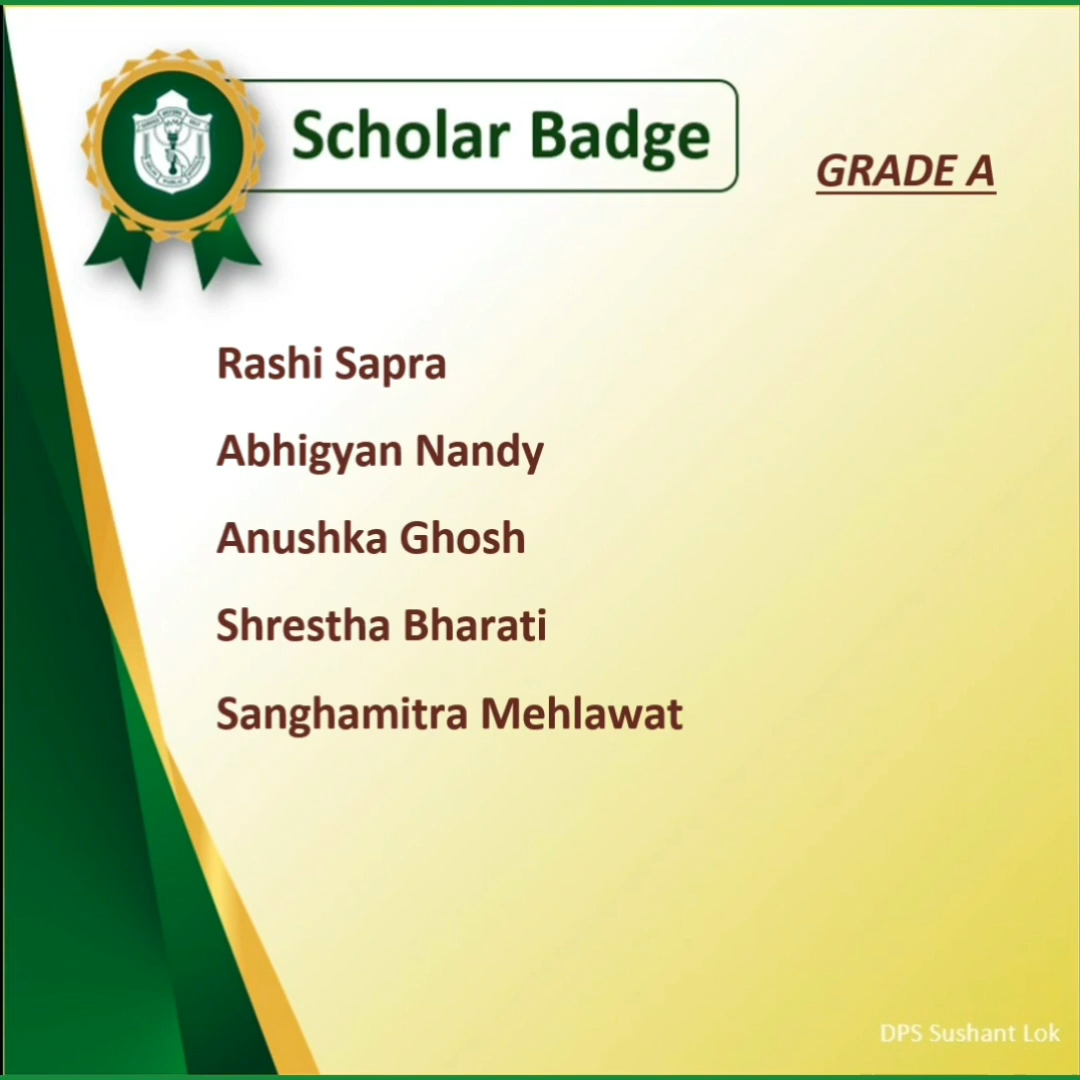 Scholar Badge
GRADE A
Rashi Sapra
Abhigyan Nandy
Anushka Ghosh
Shrestha Bharati
Sanghamitra Mehlawat
DPS Sushant Lok